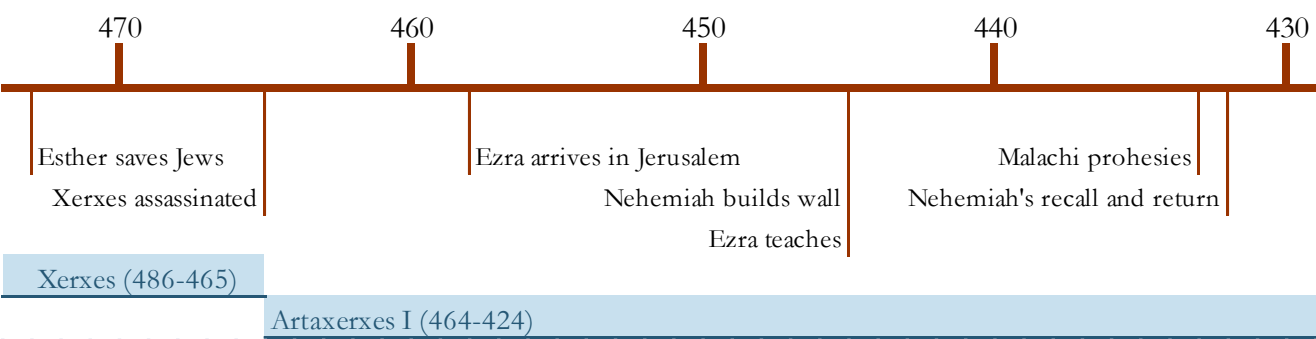 470 460 450 440 430
Esther saves Jews Ezra arrives in Jerusalem Malachi prohesies
Xerxes assassinated Nehemiah builds wall Nehemiah's recall and return
Ezra teaches
Xerxes (486-465)
Artaxerxes I (464-424)